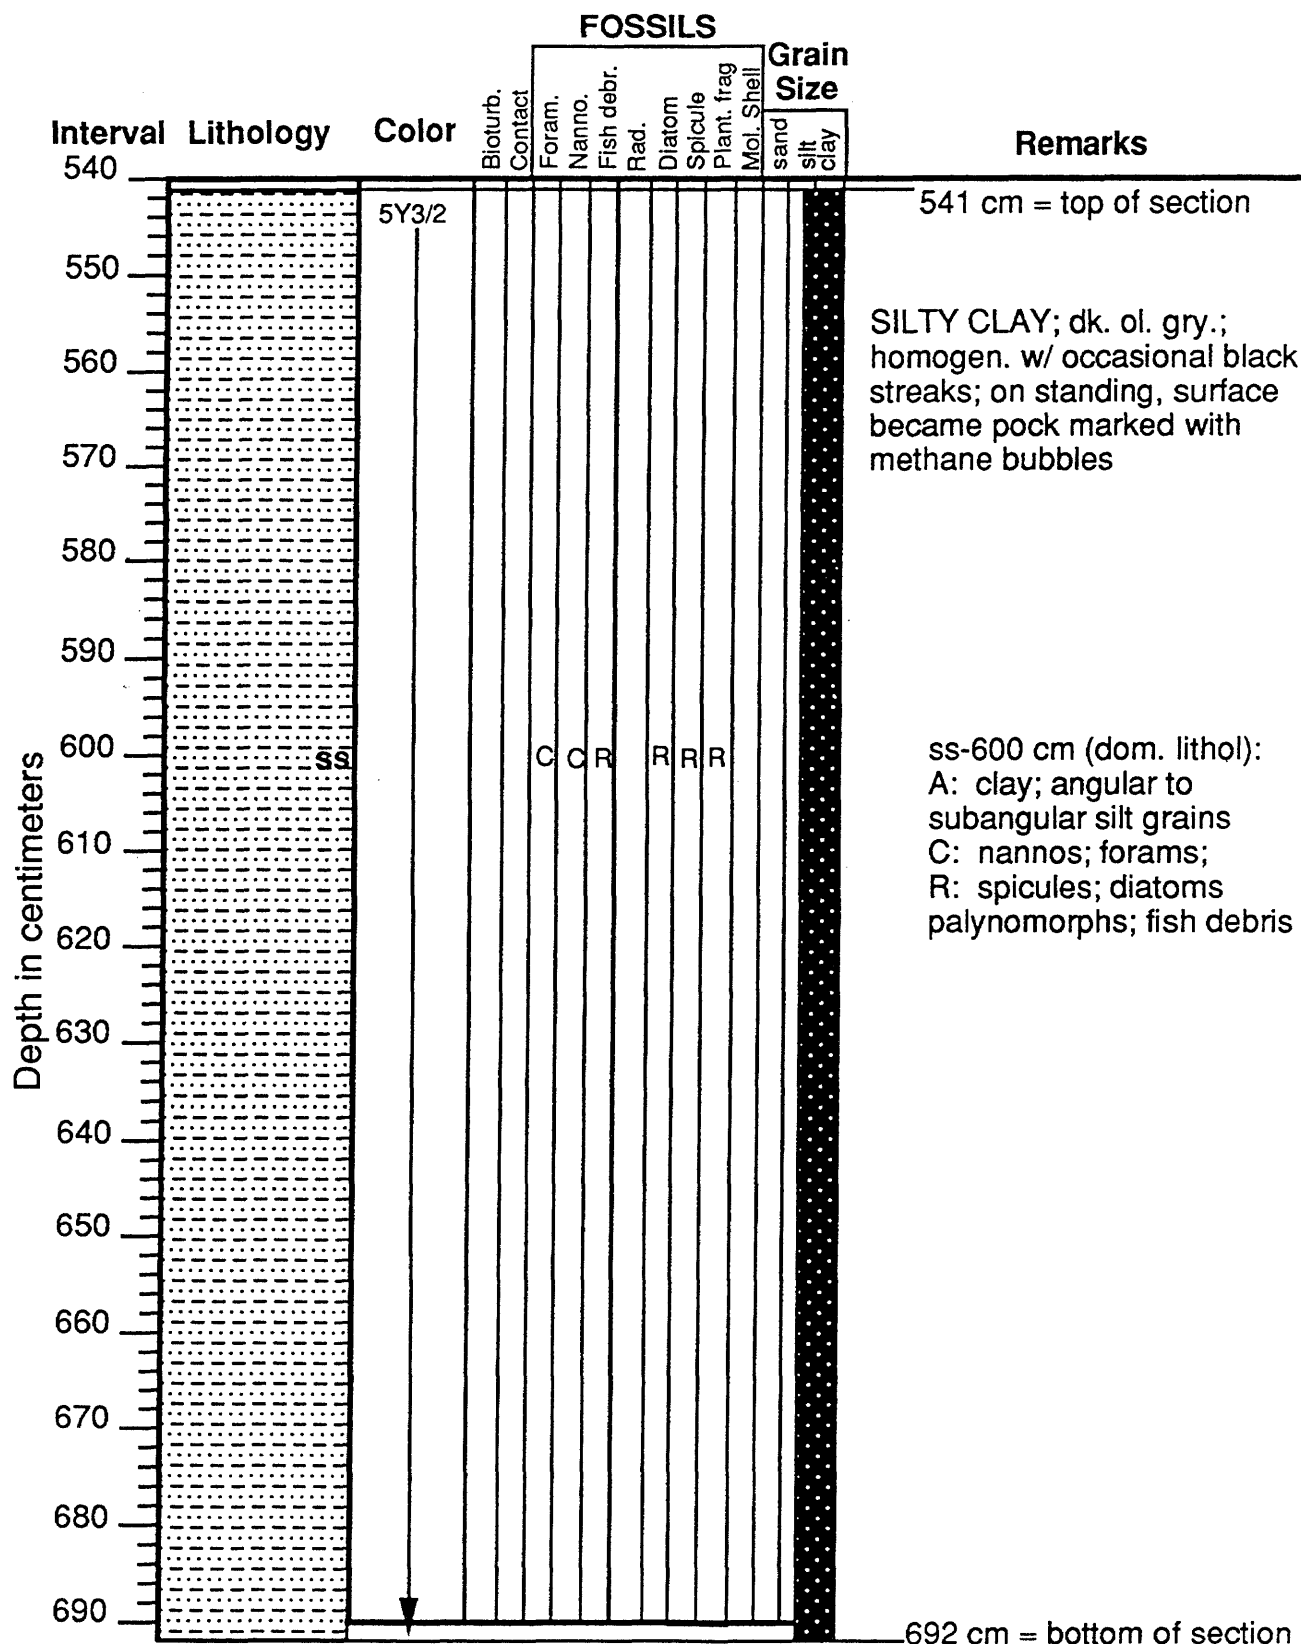 FOSSILS
Grain
Size
Interval Lithology Color Bioturb. Contact Foram. Nanno. Fish debr. Rad. Diatom Spicule Plant. frag Mol. Shell sand silt clay Remarks
540
541 cm = top of section
5Y3/2
550
SILTY CLAY; dk. ol. gry.;
560 homogen. w/ occasional black
streaks; on standing, surface
became pock marked with
570 methane bubbles
580
590
600 ss C C R R R R ss-600 cm (dom. lithol):
A: clay; angular to
subangular silt grains
610 C: nannos; forams;
R: spicules; diatoms
palynomorphs; fish debris
620
630
Depth in centimeters
640
650
660
670
680
690
692 cm = bottom of section